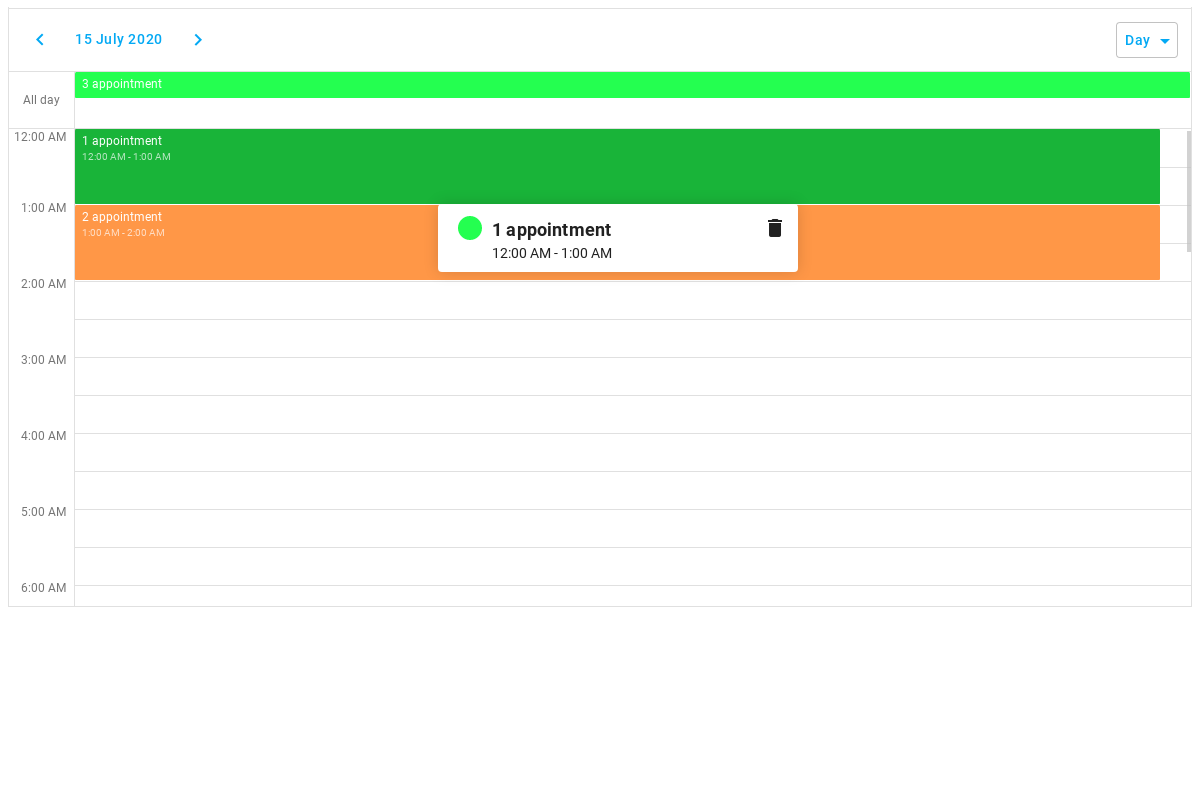 15 July 2020
Day
All day
3 appointment
12:00 AM
1 appointment
12:00 AM - 1:00 AM
1:00 AM
2 appointment
1:00 AM - 2:00 AM
1 appointment
12:00 AM - 1:00 AM
2:00 AM
3:00 AM
4:00 AM
5:00 AM
6:00 AM